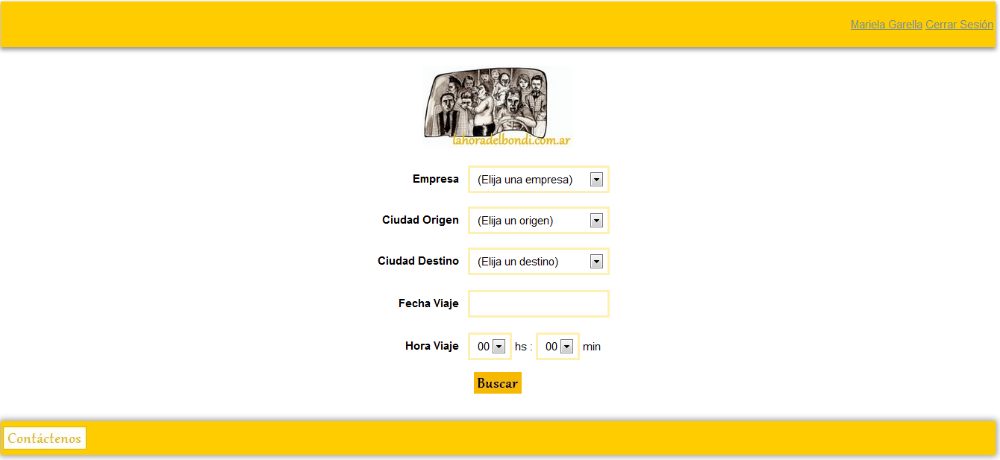 Mariela Garella Cerrar Sesión
lahoradelbondi.com.ar
Empresa (Elija una empresa)
Ciudad Origen (Elija un origen)
Ciudad Destino (Elija un destino)
Fecha Viaje
Hora Viaje 00 hs : 00 min
Buscar
Contáctenos